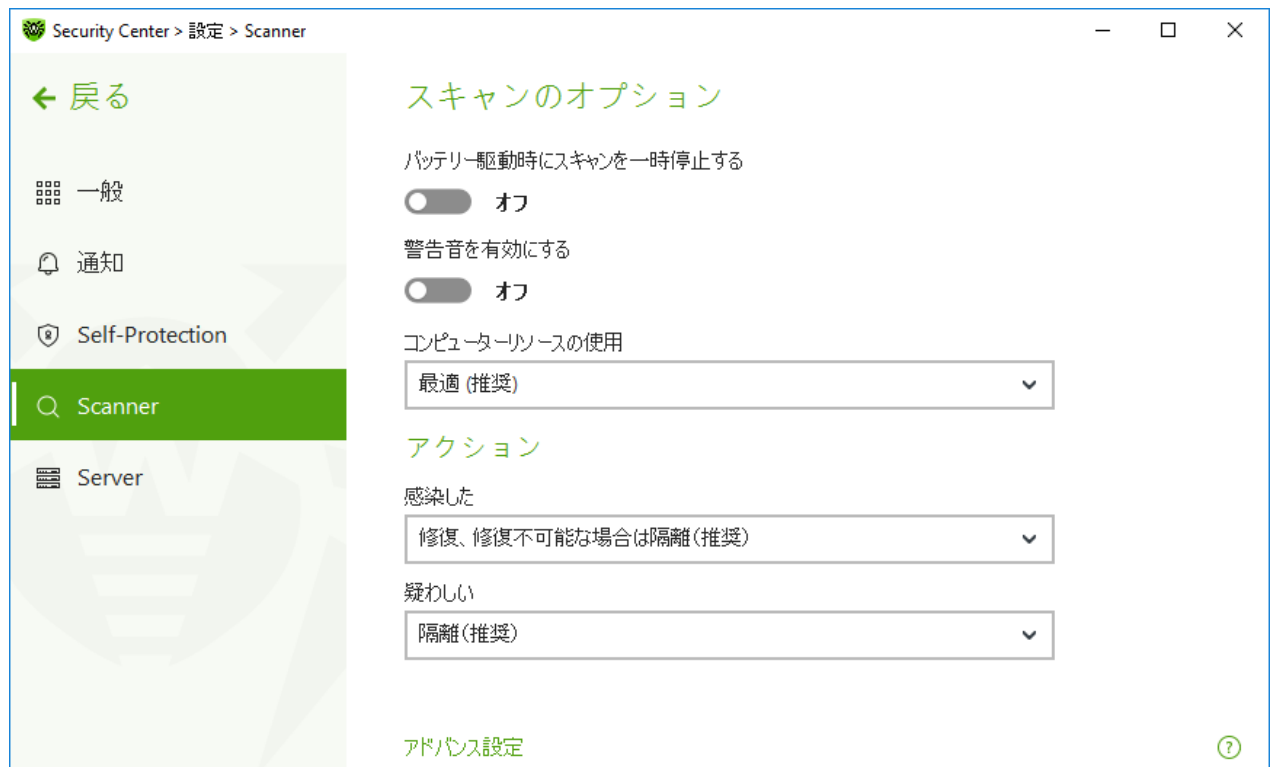 Security Center > 設定 > Scanner
戻る
一般
通知
Self-Protection
Scanner
Server
スキャンのオプション
バッテリー駆動時にスキャンを一時停止する
オフ
警告音を有効にする
オフ
コンピューターリソースの使用
最適 (推奨)
アクション
感染した
修復、修復不可能な場合は隔離(推奨)
疑わしい
隔離(推奨)
アドバンス設定
?